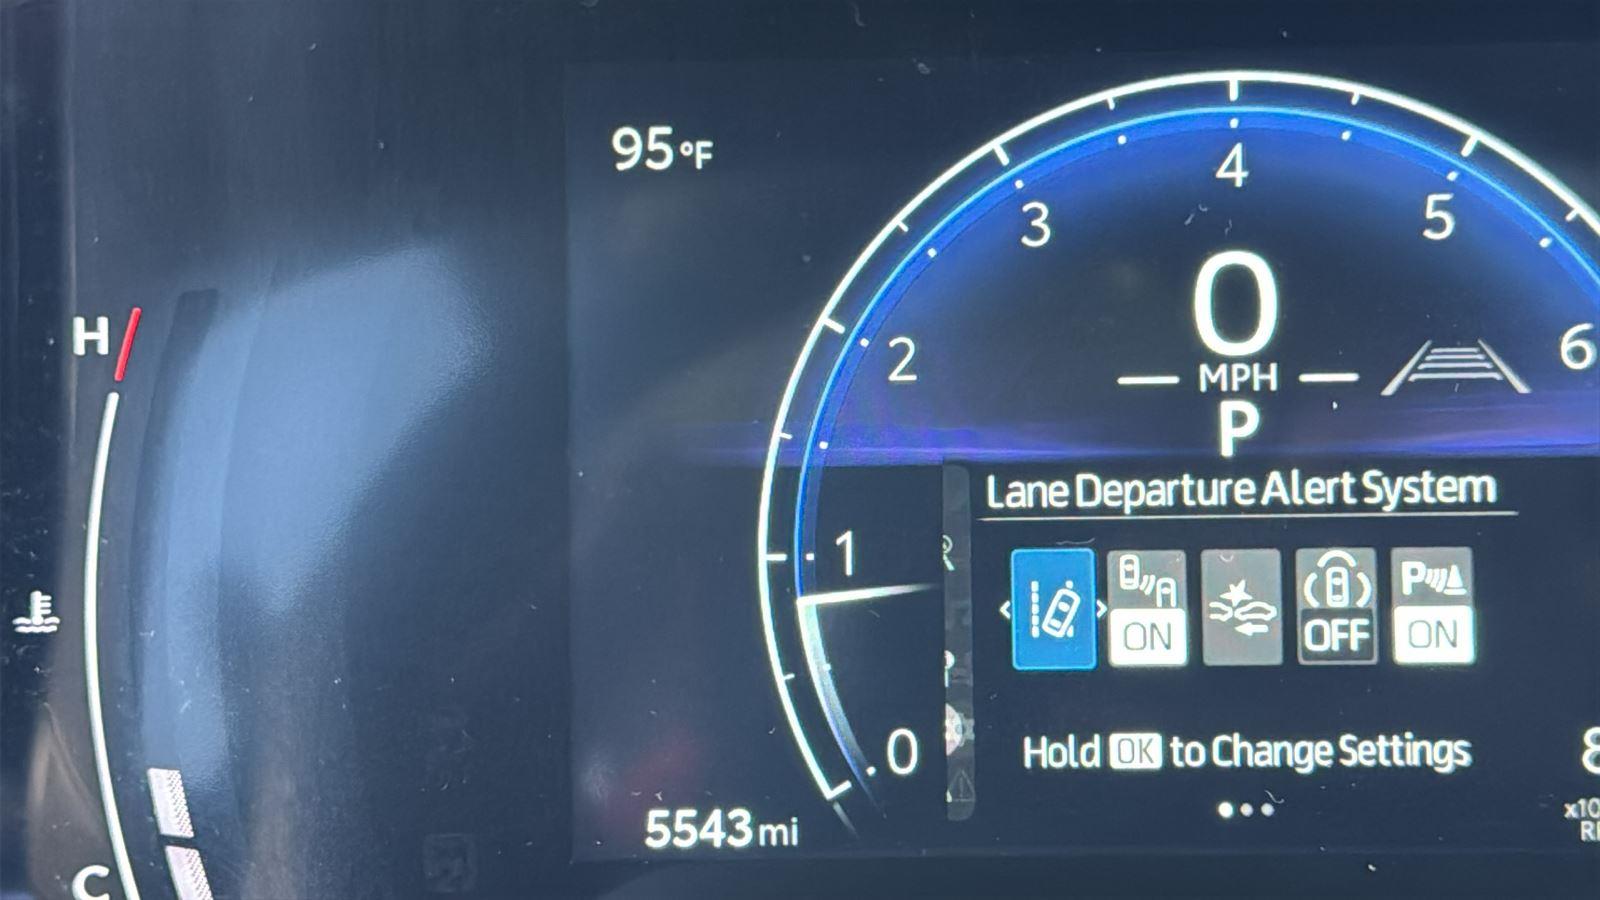 95 °F
4
3
5
0
2
6
MPH
H
P
Lane Departure Alert System
1
ON
OFF
P
ON
0
Hold OK to Change Settings
5543 mi
C